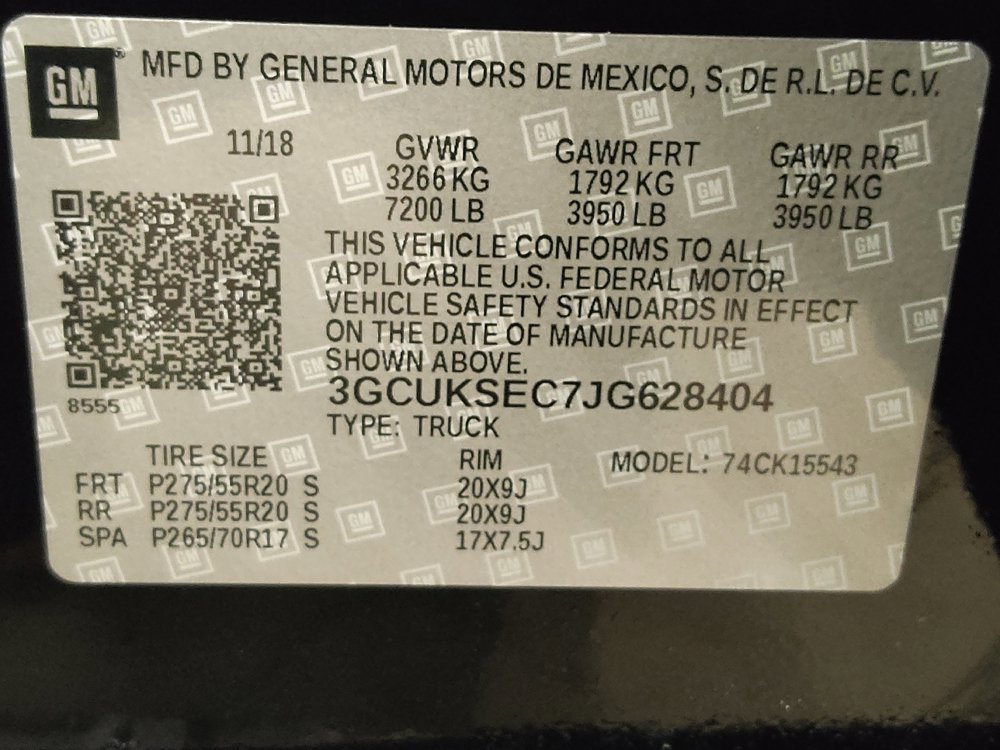 GM® MFD BY GENERAL MOTORS DE MEXICO, S. DE R.L. DE C.V.
11/18 GVWR GAWR FRT GAWR RR
3266 KG 1792 KG 1792 KG
7200 LB 3950 LB 3950 LB
THIS VEHICLE CONFORMS TO ALL
APPLICABLE U.S. FEDERAL MOTOR
VEHICLE SAFETY STANDARDS IN EFFECT
ON THE DATE OF MANUFACTURE
SHOWN ABOVE.
8555 3GCUKSEC7JG628404
TYPE: TRUCK
TIRE SIZE RIM MODEL: 74CK15543
FRT P275/55R20 S 20X9J
RR P275/55R20 S 20X9J
SPA P265/70R17 S 17X7.5J